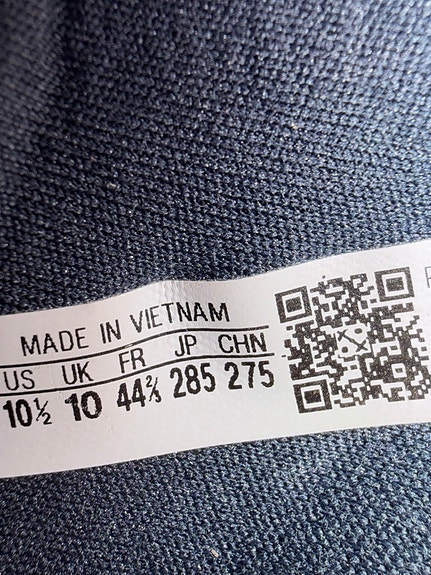 MADE IN VIETNAM
US UK FR JP CHN
10½ 10 44⅔ 285 275